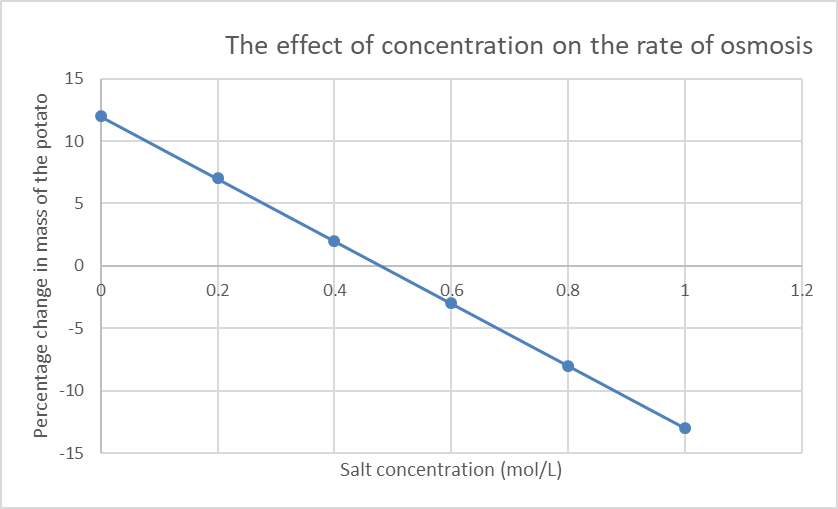 The effect of concentration on the rate of osmosis
Percentage change in mass of the potato
15
10
5
0
-5
-10
-15
0 0.2 0.4 0.6 0.8 1 1.2
Salt concentration (mol/L)